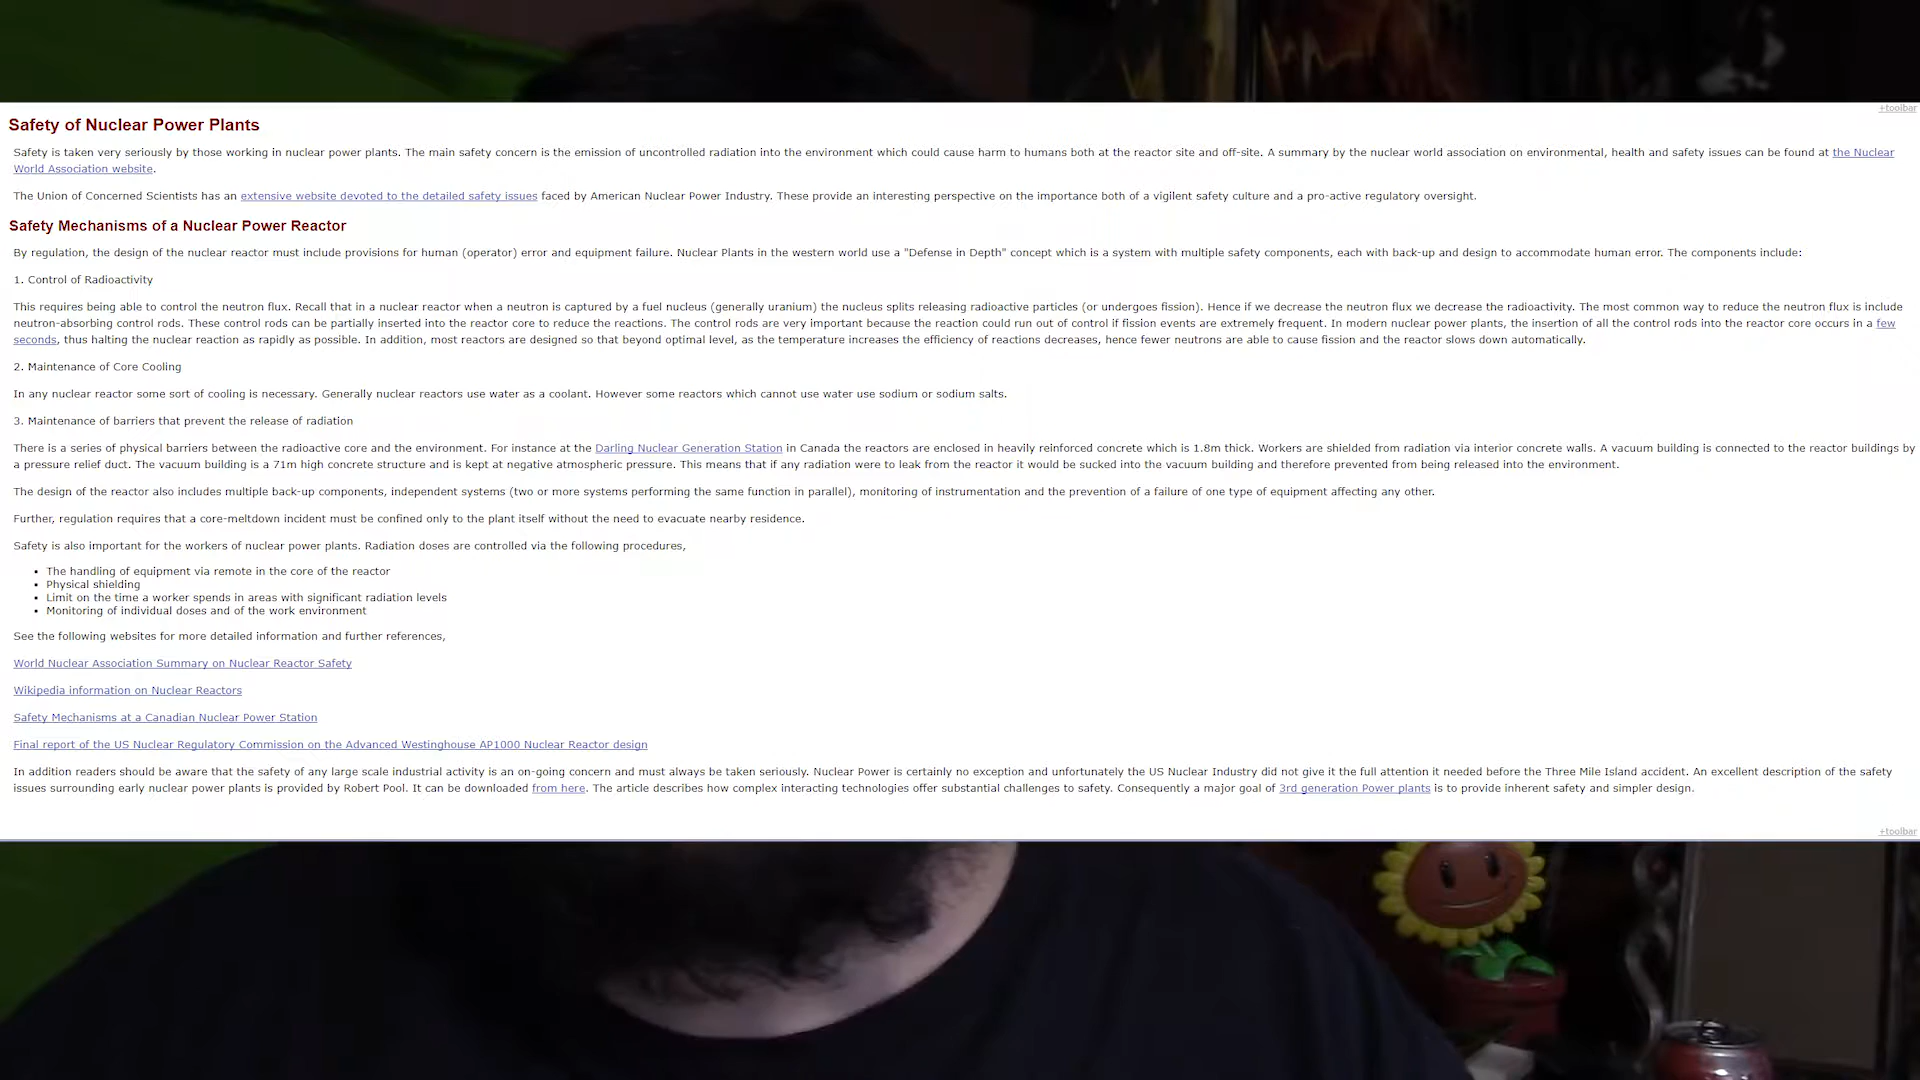 +toolbar
Safety of Nuclear Power Plants
Safety is taken very seriously by those working in nuclear power plants. The main safety concern is the emission of uncontrolled radiation into the environment which could cause harm to humans both at the reactor site and off-site. A summary by the nuclear world association on environmental, health and safety issues can be found at the Nuclear
World Association website.
The Union of Concerned Scientists has an extensive website devoted to the detailed safety issues faced by American Nuclear Power Industry. These provide an interesting perspective on the importance both of a vigilent safety culture and a pro-active regulatory oversight.
Safety Mechanisms of a Nuclear Power Reactor
By regulation, the design of the nuclear reactor must include provisions for human (operator) error and equipment failure. Nuclear Plants in the western world use a "Defense in Depth" concept which is a system with multiple safety components, each with back-up and design to accommodate human error. The components include:
1. Control of Radioactivity
This requires being able to control the neutron flux. Recall that in a nuclear reactor when a neutron is captured by a fuel nucleus (generally uranium) the nucleus splits releasing radioactive particles (or undergoes fission). Hence if we decrease the neutron flux we decrease the radioactivity. The most common way to reduce the neutron flux is include
neutron-absorbing control rods. These control rods can be partially inserted into the reactor core to reduce the reactions. The control rods are very important because the reaction could run out of control if fission events are extremely frequent. In modern nuclear power plants, the insertion of all the control rods into the reactor core occurs in a few
seconds, thus halting the nuclear reaction as rapidly as possible. In addition, most reactors are designed so that beyond optimal level, as the temperature increases the efficiency of reactions decreases, hence fewer neutrons are able to cause fission and the reactor slows down automatically.
2. Maintenance of Core Cooling
In any nuclear reactor some sort of cooling is necessary. Generally nuclear reactors use water as a coolant. However some reactors which cannot use water use sodium or sodium salts.
3. Maintenance of barriers that prevent the release of radiation
There is a series of physical barriers between the radioactive core and the environment. For instance at the Darling Nuclear Generation Station in Canada the reactors are enclosed in heavily reinforced concrete which is 1.8m thick. Workers are shielded from radiation via interior concrete walls. A vacuum building is connected to the reactor buildings by
a pressure relief duct. The vacuum building is a 71m high concrete structure and is kept at negative atmospheric pressure. This means that if any radiation were to leak from the reactor it would be sucked into the vacuum building and therefore prevented from being released into the environment.
The design of the reactor also includes multiple back-up components, independent systems (two or more systems performing the same function in parallel), monitoring of instrumentation and the prevention of a failure of one type of equipment affecting any other.
Further, regulation requires that a core-meltdown incident must be confined only to the plant itself without the need to evacuate nearby residence.
Safety is also important for the workers of nuclear power plants. Radiation doses are controlled via the following procedures,
• The handling of equipment via remote in the core of the reactor
• Physical shielding
• Limit on the time a worker spends in areas with significant radiation levels
• Monitoring of individual doses and of the work environment
See the following websites for more detailed information and further references,
World Nuclear Association Summary on Nuclear Reactor Safety
Wikipedia information on Nuclear Reactors
Safety Mechanisms at a Canadian Nuclear Power Station
Final report of the US Nuclear Regulatory Commission on the Advanced Westinghouse AP1000 Nuclear Reactor design
In addition readers should be aware that the safety of any large scale industrial activity is an on-going concern and must always be taken seriously. Nuclear Power is certainly no exception and unfortunately the US Nuclear Industry did not give it the full attention it needed before the Three Mile Island accident. An excellent description of the safety
issues surrounding early nuclear power plants is provided by Robert Pool. It can be downloaded from here. The article describes how complex interacting technologies offer substantial challenges to safety. Consequently a major goal of 3rd generation Power plants is to provide inherent safety and simpler design.
+toolbar